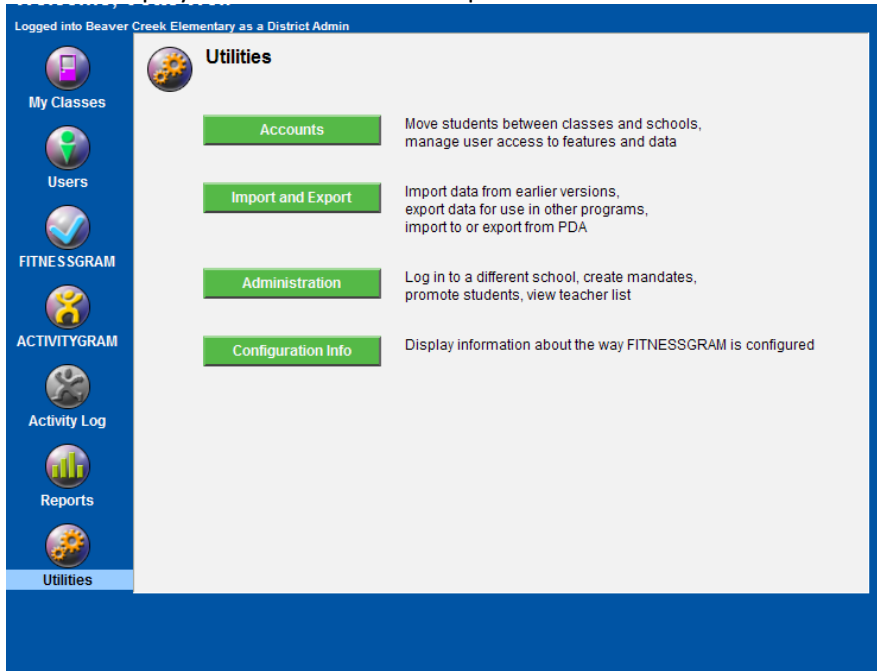 Logged into Beaver Creek Elementary as a District Admin
Utilities
My Classes
Users
FITNESSGRAM
ACTIVITYGRAM
Activity Log
Reports
Utilities
Accounts
Move students between classes and schools,
manage user access to features and data
Import and Export
Import data from earlier versions,
export data for use in other programs,
import to or export from PDA
Administration
Log in to a different school, create mandates,
promote students, view teacher list
Configuration Info
Display information about the way FITNESSGRAM is configured